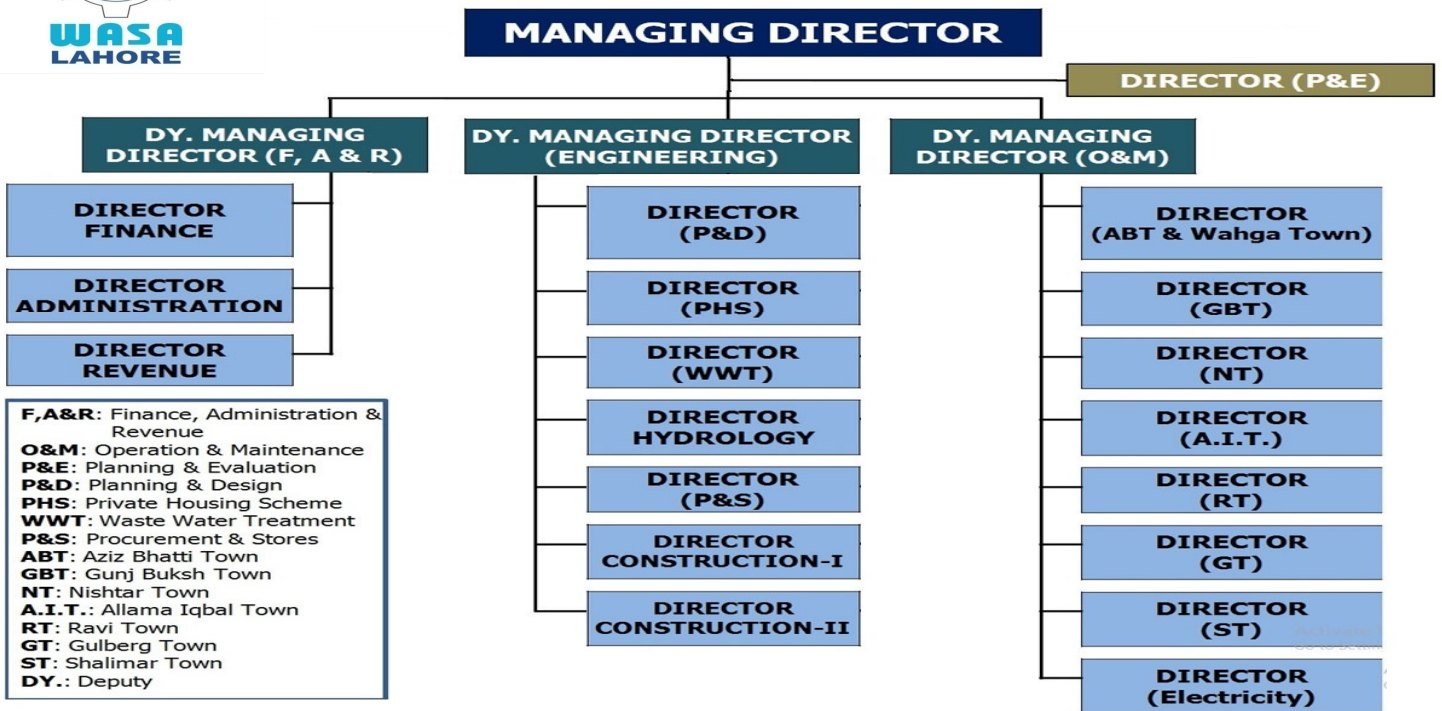 WASA
LAHORE
MANAGING DIRECTOR
DIRECTOR (P&E)
DY. MANAGING
DIRECTOR (F, A & R)
DY. MANAGING DIRECTOR
(ENGINEERING)
DY. MANAGING
DIRECTOR (O&M)
DIRECTOR
FINANCE
DIRECTOR
ADMINISTRATION
DIRECTOR
REVENUE
DIRECTOR
(P&D)
DIRECTOR
(PHS)
DIRECTOR
(WWT)
DIRECTOR
HYDROLOGY
DIRECTOR
(P&S)
DIRECTOR
CONSTRUCTION-I
DIRECTOR
CONSTRUCTION-II
DIRECTOR
(ABT & Wahga Town)
DIRECTOR
(GBT)
DIRECTOR
(NT)
DIRECTOR
(A.I.T.)
DIRECTOR
(RT)
DIRECTOR
(GT)
DIRECTOR
(ST)
DIRECTOR
(Electricity)
F,A&R: Finance, Administration &
Revenue
O&M: Operation & Maintenance
P&E: Planning & Evaluation
P&D: Planning & Design
PHS: Private Housing Scheme
WWT: Waste Water Treatment
P&S: Procurement & Stores
ABT: Aziz Bhatti Town
GBT: Gunj Buksh Town
NT: Nishtar Town
A.I.T.: Allama Iqbal Town
RT: Ravi Town
GT: Gulberg Town
ST: Shalimar Town
DY.: Deputy